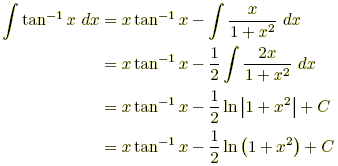 ∫ tan⁻¹ x dx = x tan⁻¹ x − ∫ x/(1 + x²) dx
= x tan⁻¹ x − 1/2 ∫ 2x/(1 + x²) dx
= x tan⁻¹ x − 1/2 ln|1 + x²| + C
= x tan⁻¹ x − 1/2 ln(1 + x²) + C